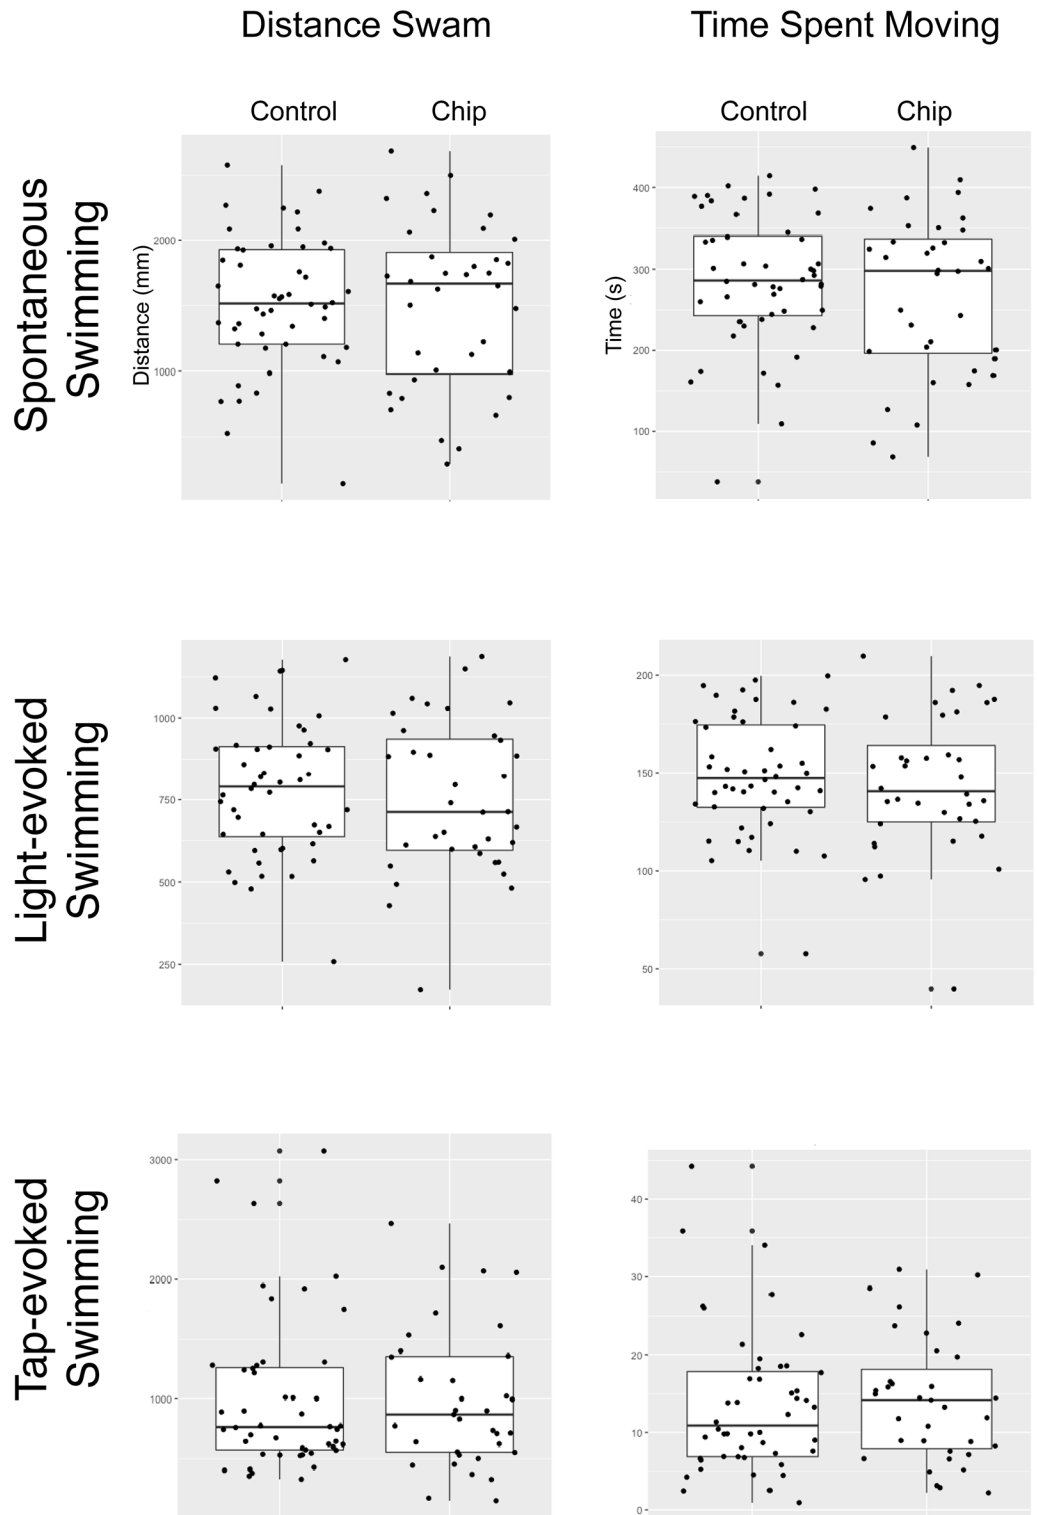 Distance Swam
Time Spent Moving
Control
Chip
Control
Chip
Spontaneous
Swimming
Distance (mm)
2000
1000
Time (s)
400
300
200
100
Light-evoked
Swimming
1000
750
500
250
200
150
100
50
Tap-evoked
Swimming
3000
2000
1000
40
30
20
10
0